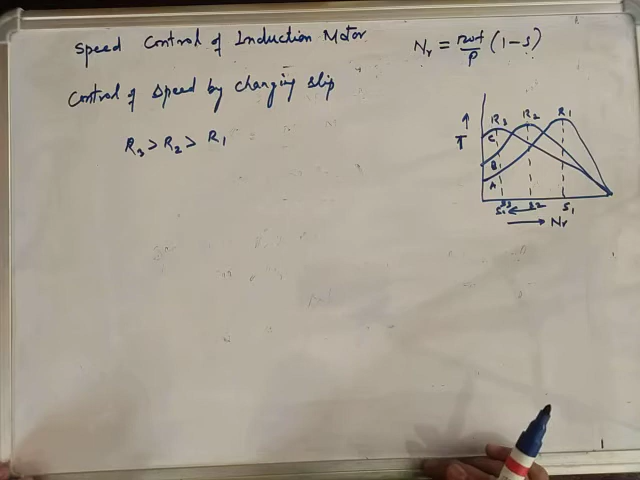 Speed Control of Induction Motor
Nr = 120f/P (1-s)
Control of Speed by changing slip
R3 > R2 > R1
R3 R2 R1
T
C
B
A
S3 S2 S1
Nr